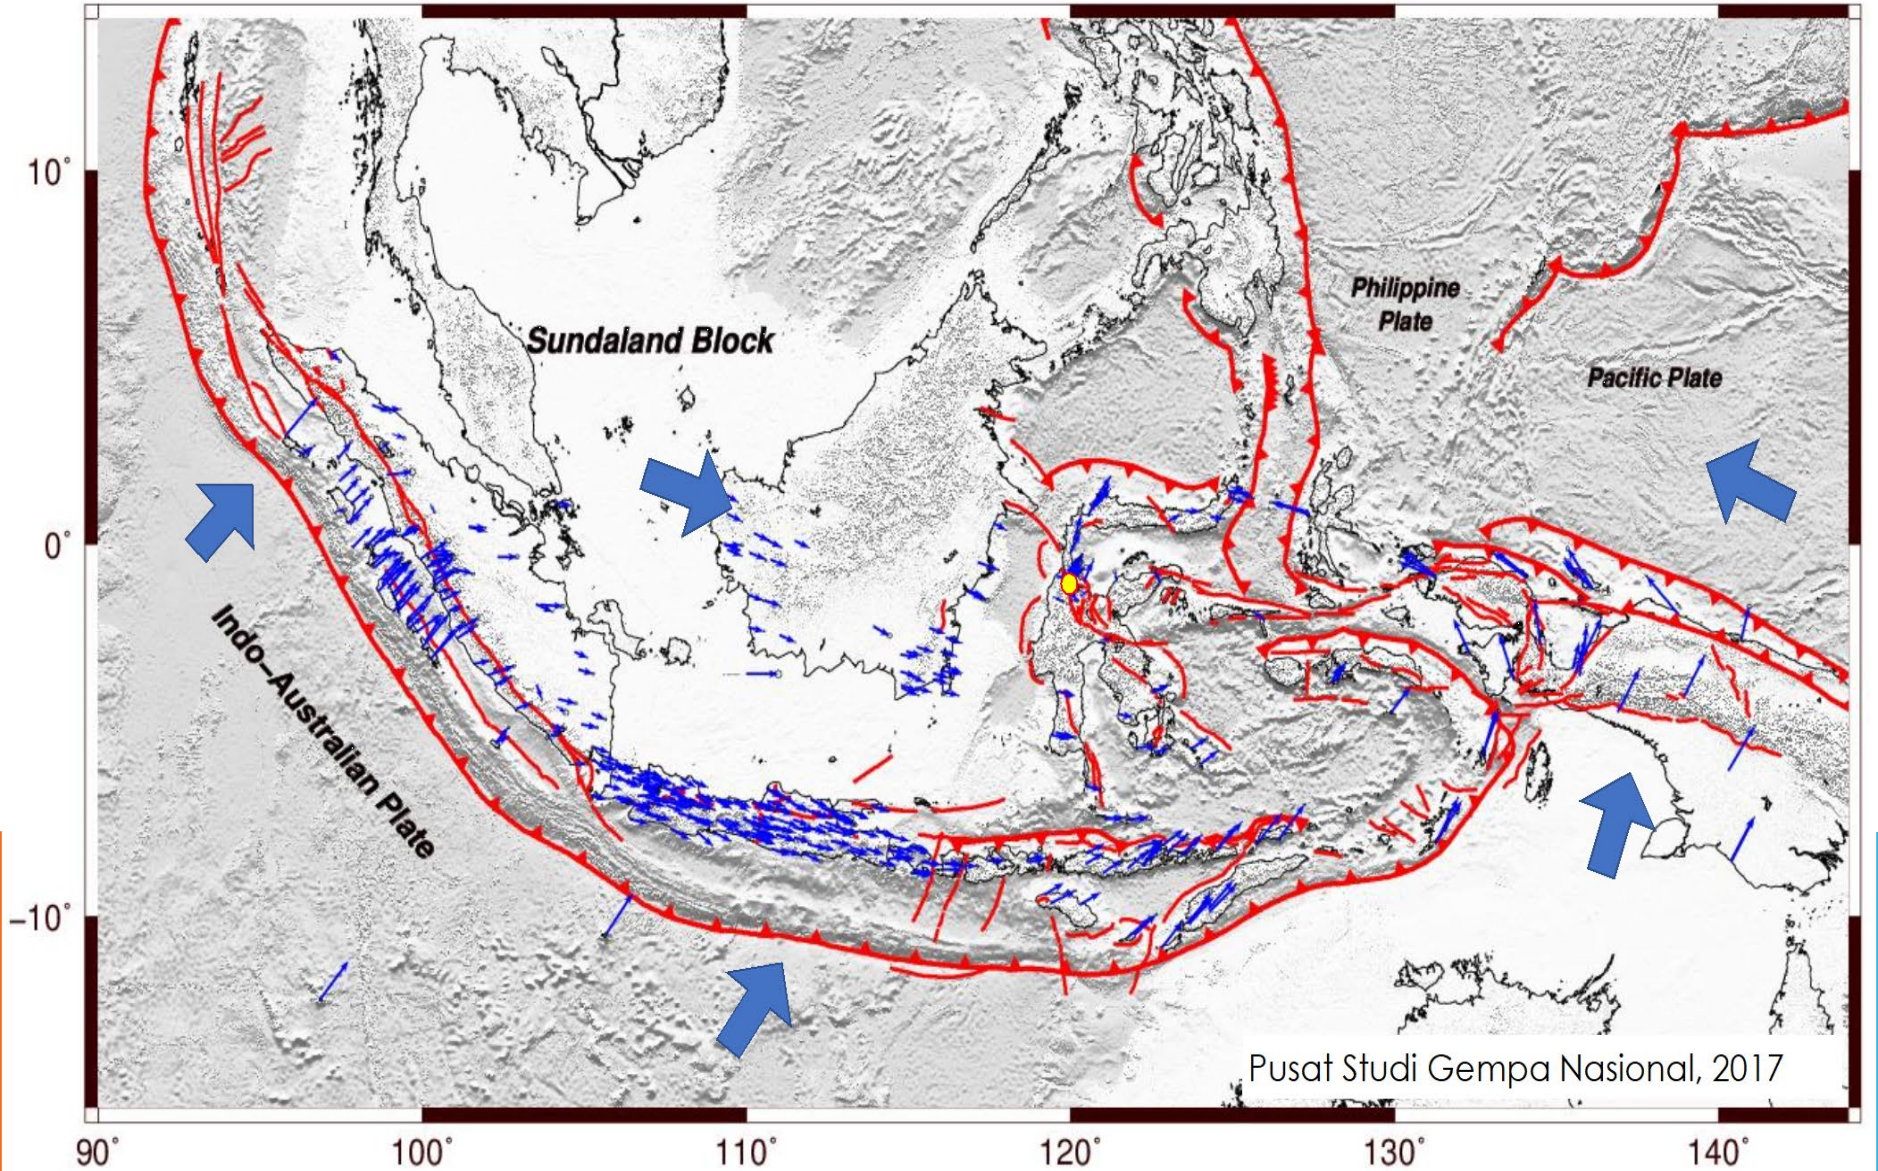 10°
0°
−10°
Sundaland Block
Philippine
Plate
Pacific Plate
Indo–Australian Plate
Pusat Studi Gempa Nasional, 2017
90°
100°
110°
120°
130°
140°